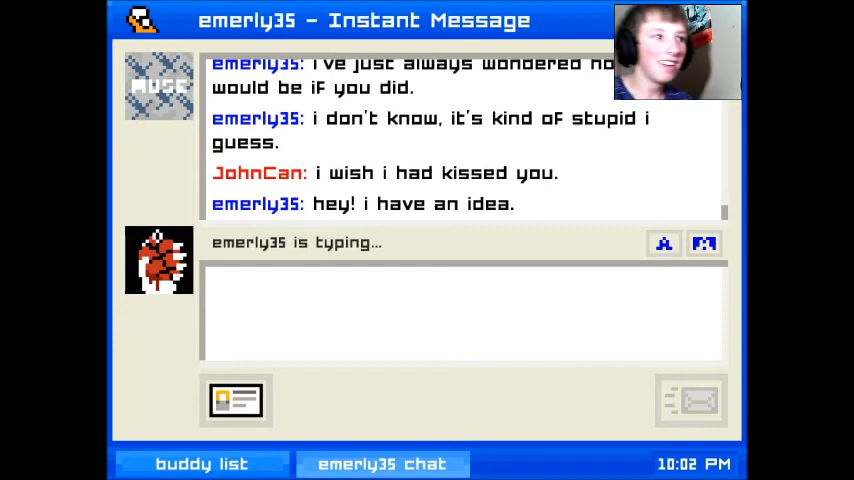 emerly35 - Instant Message
emerly35: i've just always wondered
MUSE
would be if you did.
emerly35: i don't know, it's kind of stupid i
guess.
JohnCan: i wish i had kissed you.
emerly35: hey! i have an idea.
emerly35 is typing...
A
buddy list
emerly35 chat
10:02 PM